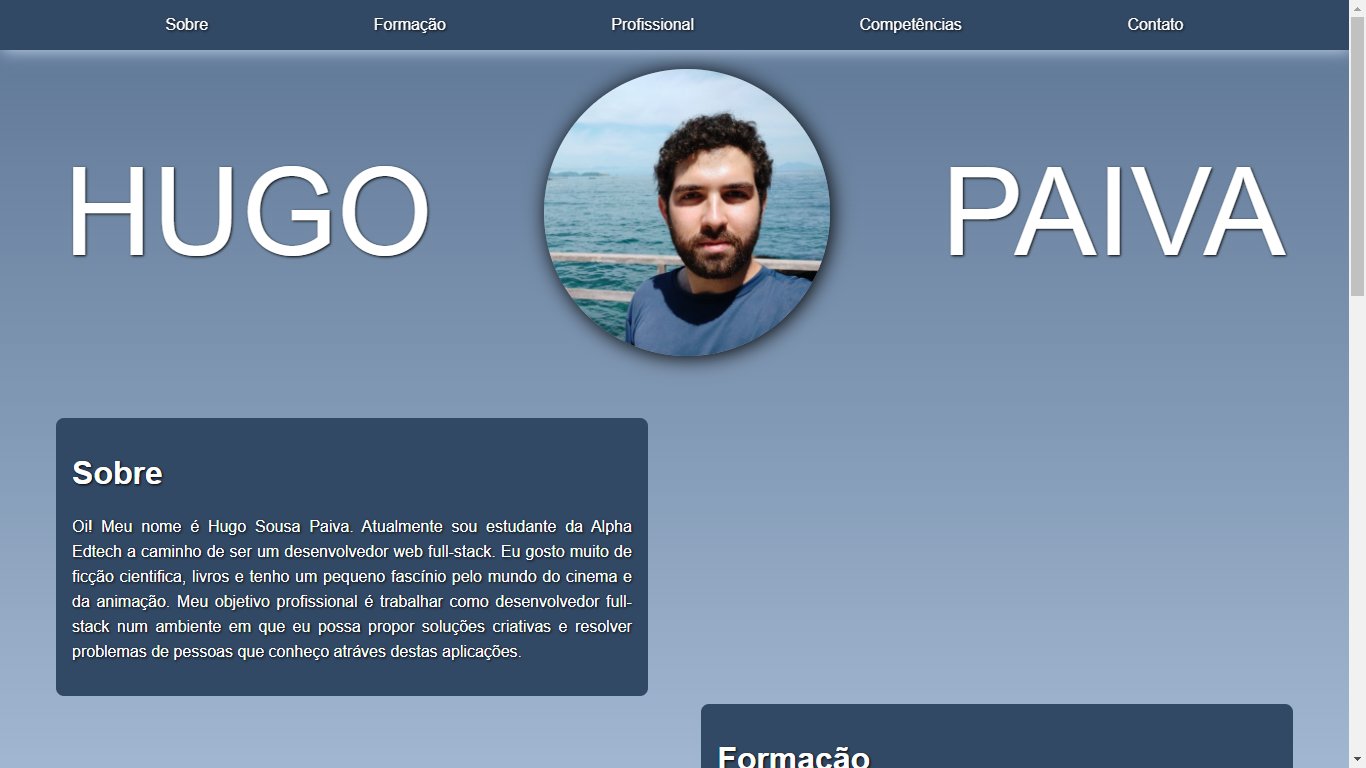 Sobre Formação Profissional Competências Contato
HUGO PAIVA
Sobre
Oi! Meu nome é Hugo Sousa Paiva. Atualmente sou estudante da Alpha
Edtech a caminho de ser um desenvolvedor web full-stack. Eu gosto muito de
ficção cientifica, livros e tenho um pequeno fascínio pelo mundo do cinema e
da animação. Meu objetivo profissional é trabalhar como desenvolvedor full-
stack num ambiente em que eu possa propor soluções criativas e resolver
problemas de pessoas que conheço atráves destas aplicações.
Formação